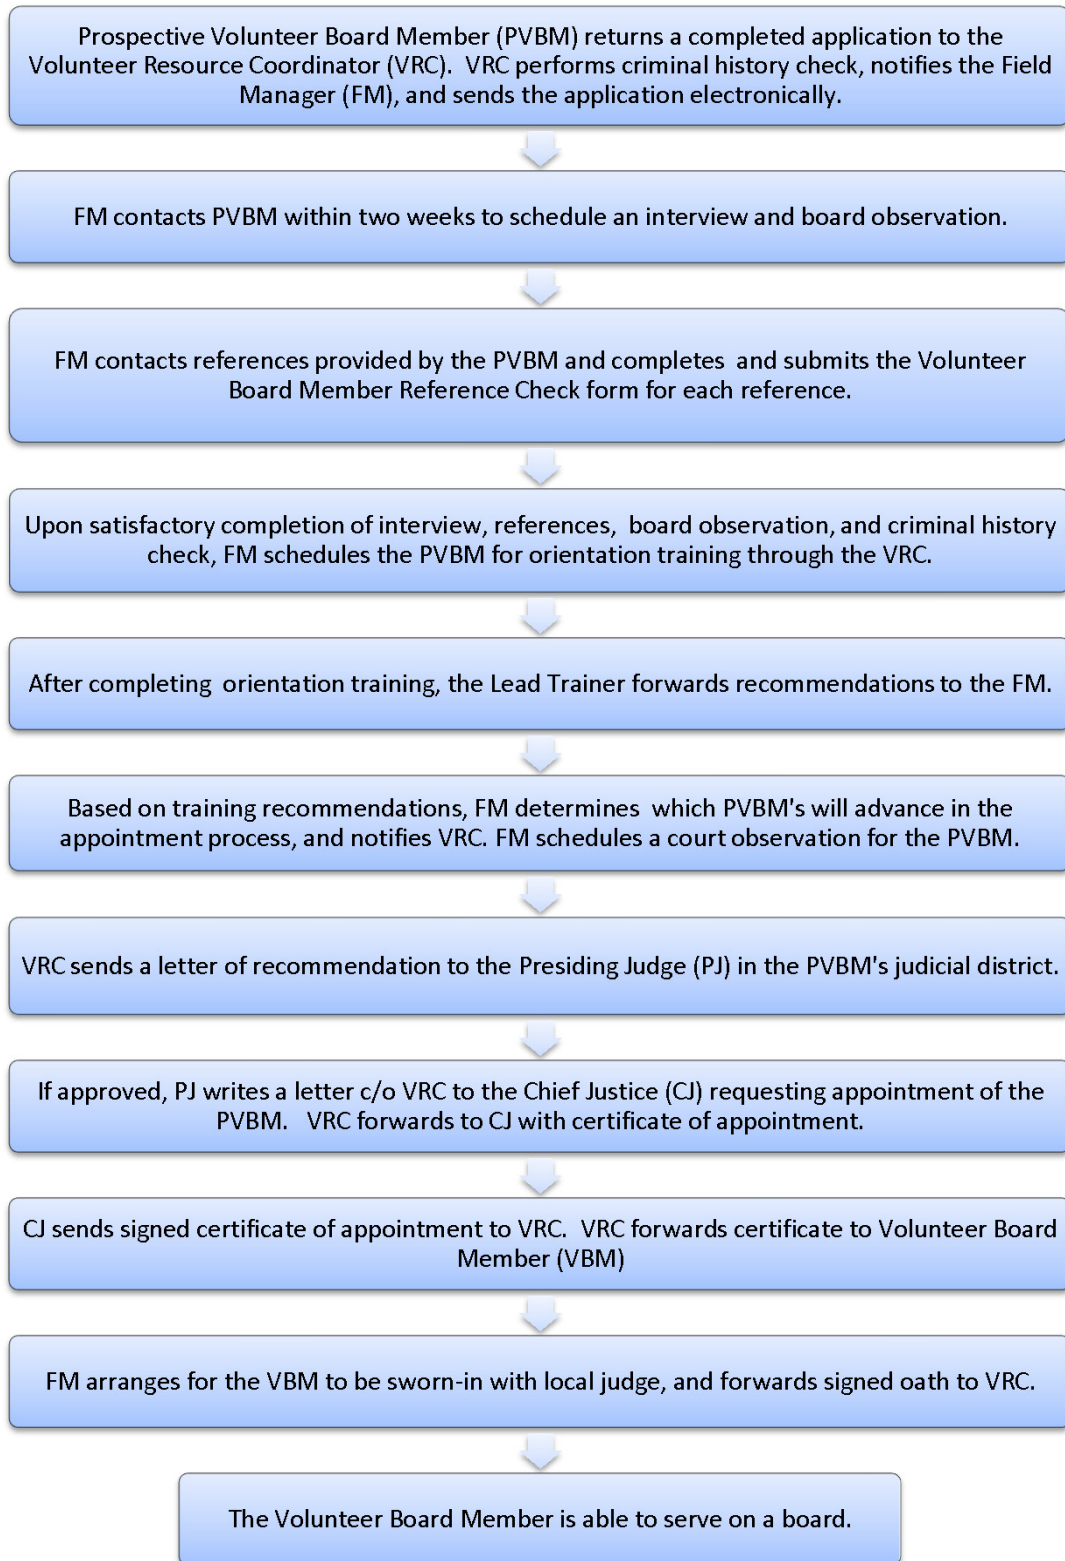 Prospective Volunteer Board Member (PVBM) returns a completed application to the
Volunteer Resource Coordinator (VRC).  VRC performs criminal history check, notifies the Field
Manager (FM), and sends the application electronically.
FM contacts PVBM within two weeks to schedule an interview and board observation.
FM contacts references provided by the PVBM and completes  and submits the Volunteer
Board Member Reference Check form for each reference.
Upon satisfactory completion of interview, references,  board observation, and criminal history
check, FM schedules the PVBM for orientation training through the VRC.
After completing  orientation training, the Lead Trainer forwards recommendations to the FM.
Based on training recommendations, FM determines  which PVBM's will advance in the
appointment process, and notifies VRC. FM schedules a court observation for the PVBM.
VRC sends a letter of recommendation to the Presiding Judge (PJ) in the PVBM's judicial district.
If approved, PJ writes a letter c/o VRC to the Chief Justice (CJ) requesting appointment of the
PVBM.   VRC forwards to CJ with certificate of appointment.
CJ sends signed certificate of appointment to VRC.  VRC forwards certificate to Volunteer Board
Member (VBM)
FM arranges for the VBM to be sworn-in with local judge, and forwards signed oath to VRC.
The Volunteer Board Member is able to serve on a board.